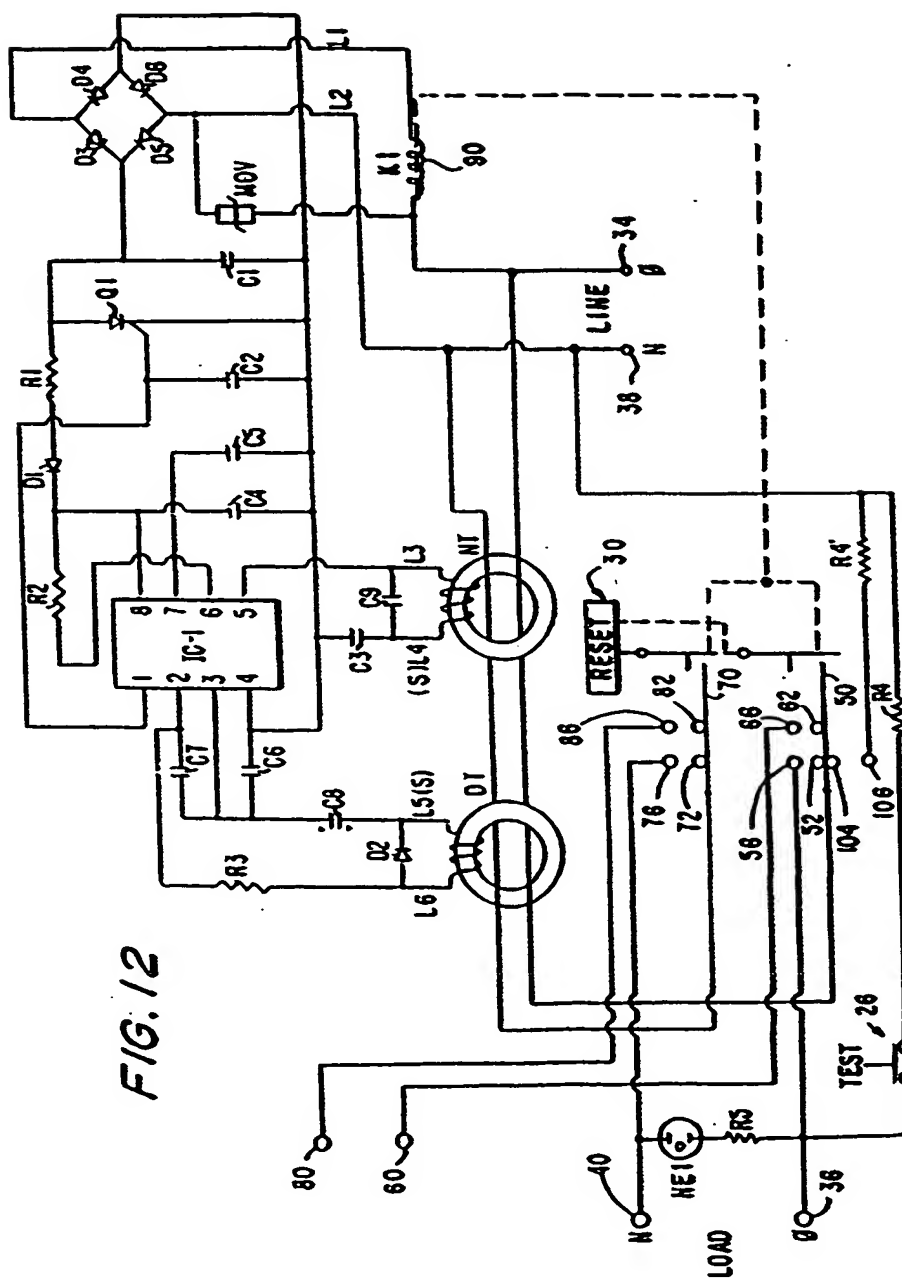 FIG. 12
D4
D6
D3
D5
L1
L2
MOV
K1
90
C1
Q1
R1
C2
D1
C5
C4
R2
1
2
3
4
IC-1
8
7
6
5
C7
C6
R3
C8
D2
L5(S)
L6
DT
C3
C9
L3
(S)L4
NT
LINE
Ø
34
N
38
RESET
30
86
82
70
76
72
66
62
50
56
52
104
106
R4'
R4
TEST
26
80
60
40
N
NE1
R5
Ø
36
LOAD